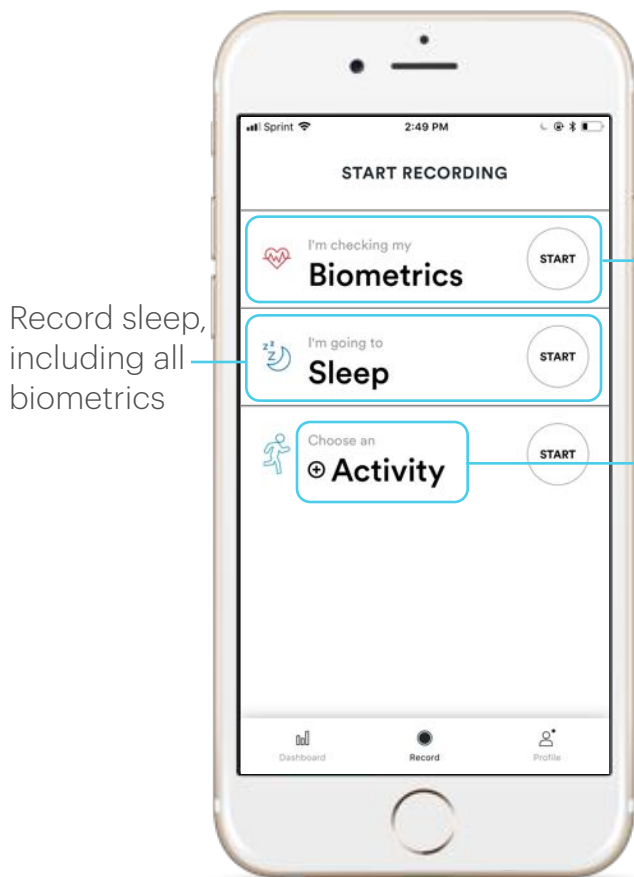 Sprint 2:49 PM
START RECORDING
I'm checking my
Biometrics
START
Record sleep,
including all
biometrics
I'm going to
Sleep
START
Choose an
Activity
START
Dashboard Record Profile